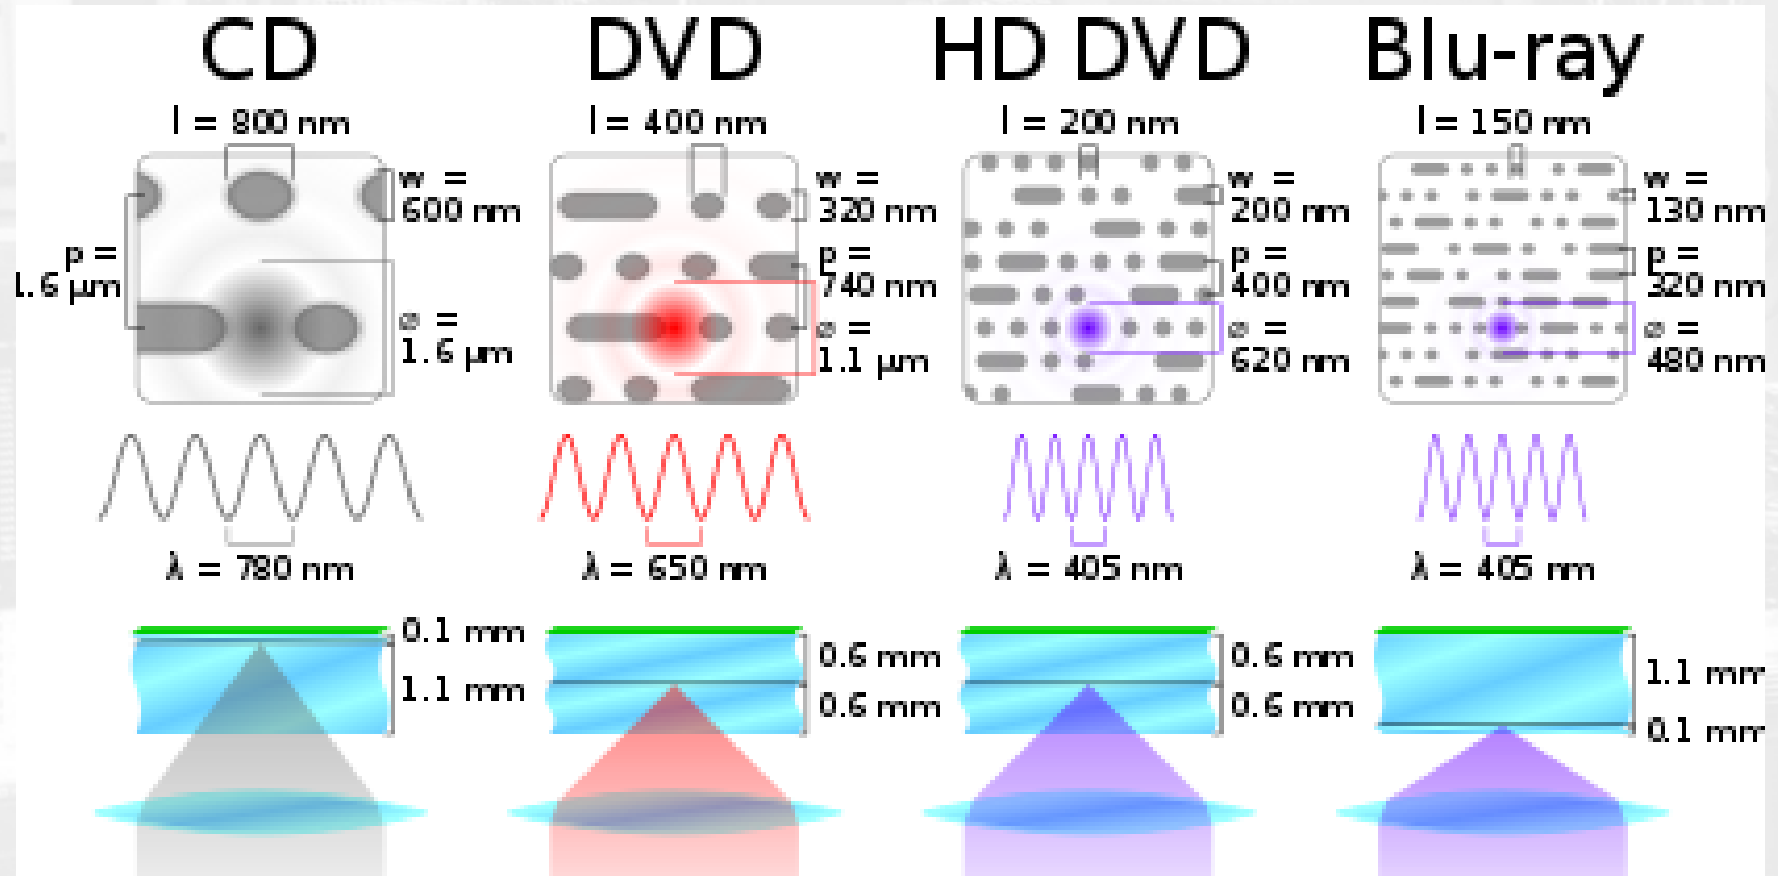 CD
l = 800 nm
w =
600 nm
p =
1.6 µm
ø =
1.6 µm
λ = 780 nm
0.1 mm
1.1 mm
DVD
l = 400 nm
w =
320 nm
p =
740 nm
ø =
1.1 µm
λ = 650 nm
0.6 mm
0.6 mm
HD DVD
l = 200 nm
w =
200 nm
p =
400 nm
ø =
620 nm
λ = 405 nm
0.6 mm
0.6 mm
Blu-ray
l = 150 nm
w =
130 nm
p =
320 nm
ø =
480 nm
λ = 405 nm
1.1 mm
0.1 mm